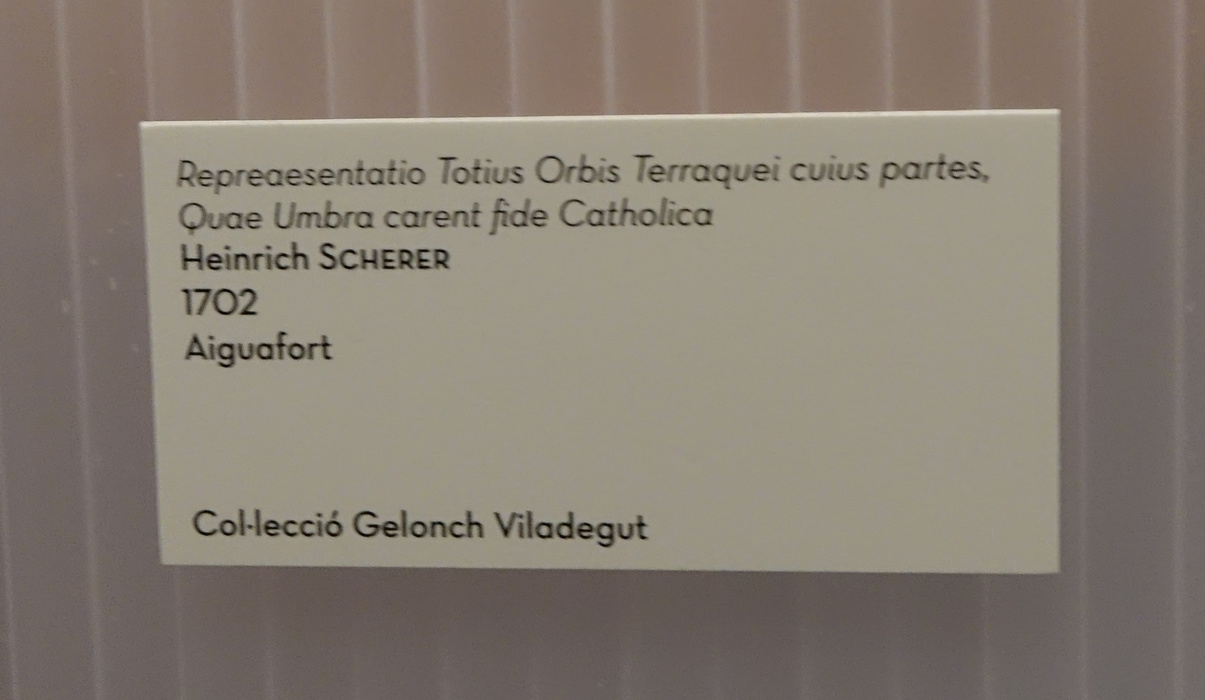 Repreaesentatio Totius Orbis Terraquei cuius partes,
Quae Umbra carent fide Catholica
Heinrich SCHERER
1702
Aiguafort
Col·lecció Gelonch Viladegut